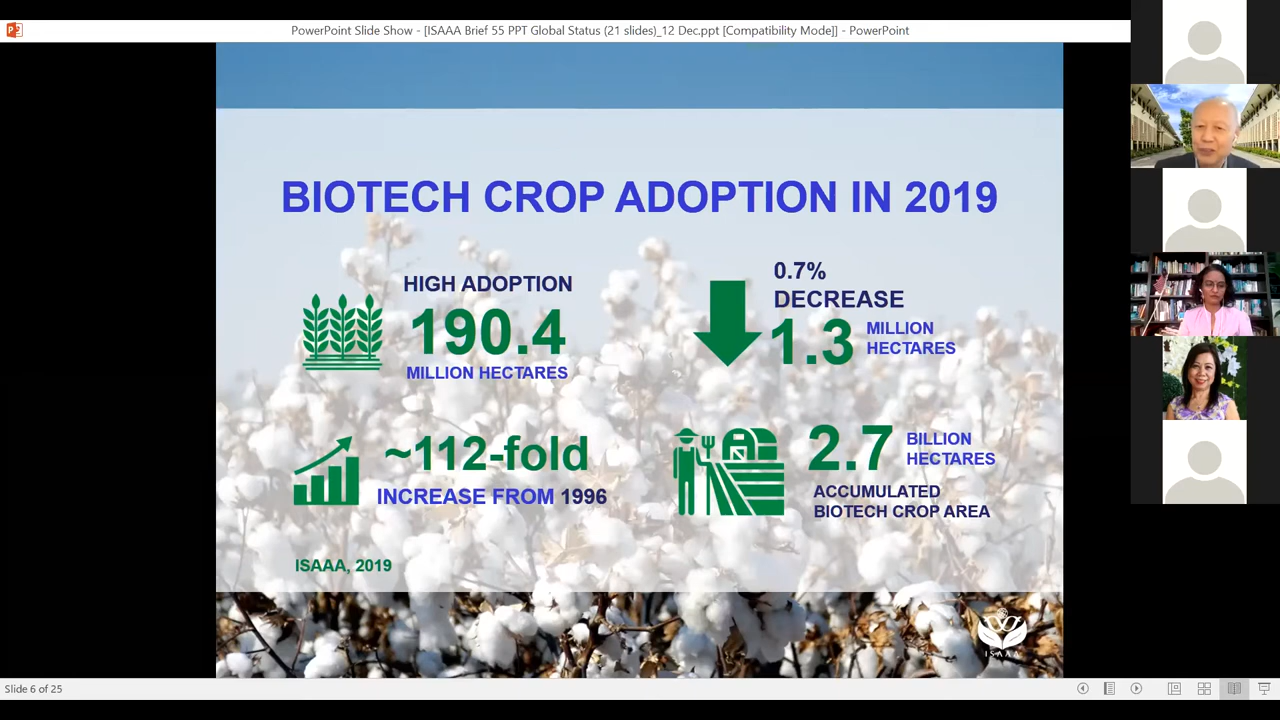 PowerPoint Slide Show - [ISAAA Brief 55 PPT Global Status (21 slides)_12 Dec.ppt [Compatibility Mode]] - PowerPoint
BIOTECH CROP ADOPTION IN 2019
HIGH ADOPTION
190.4
MILLION HECTARES
0.7%
DECREASE
1.3 MILLION
HECTARES
~112-fold
INCREASE FROM 1996
2.7 BILLION
HECTARES
ACCUMULATED
BIOTECH CROP AREA
ISAAA, 2019
ISAAA
Slide 6 of 25